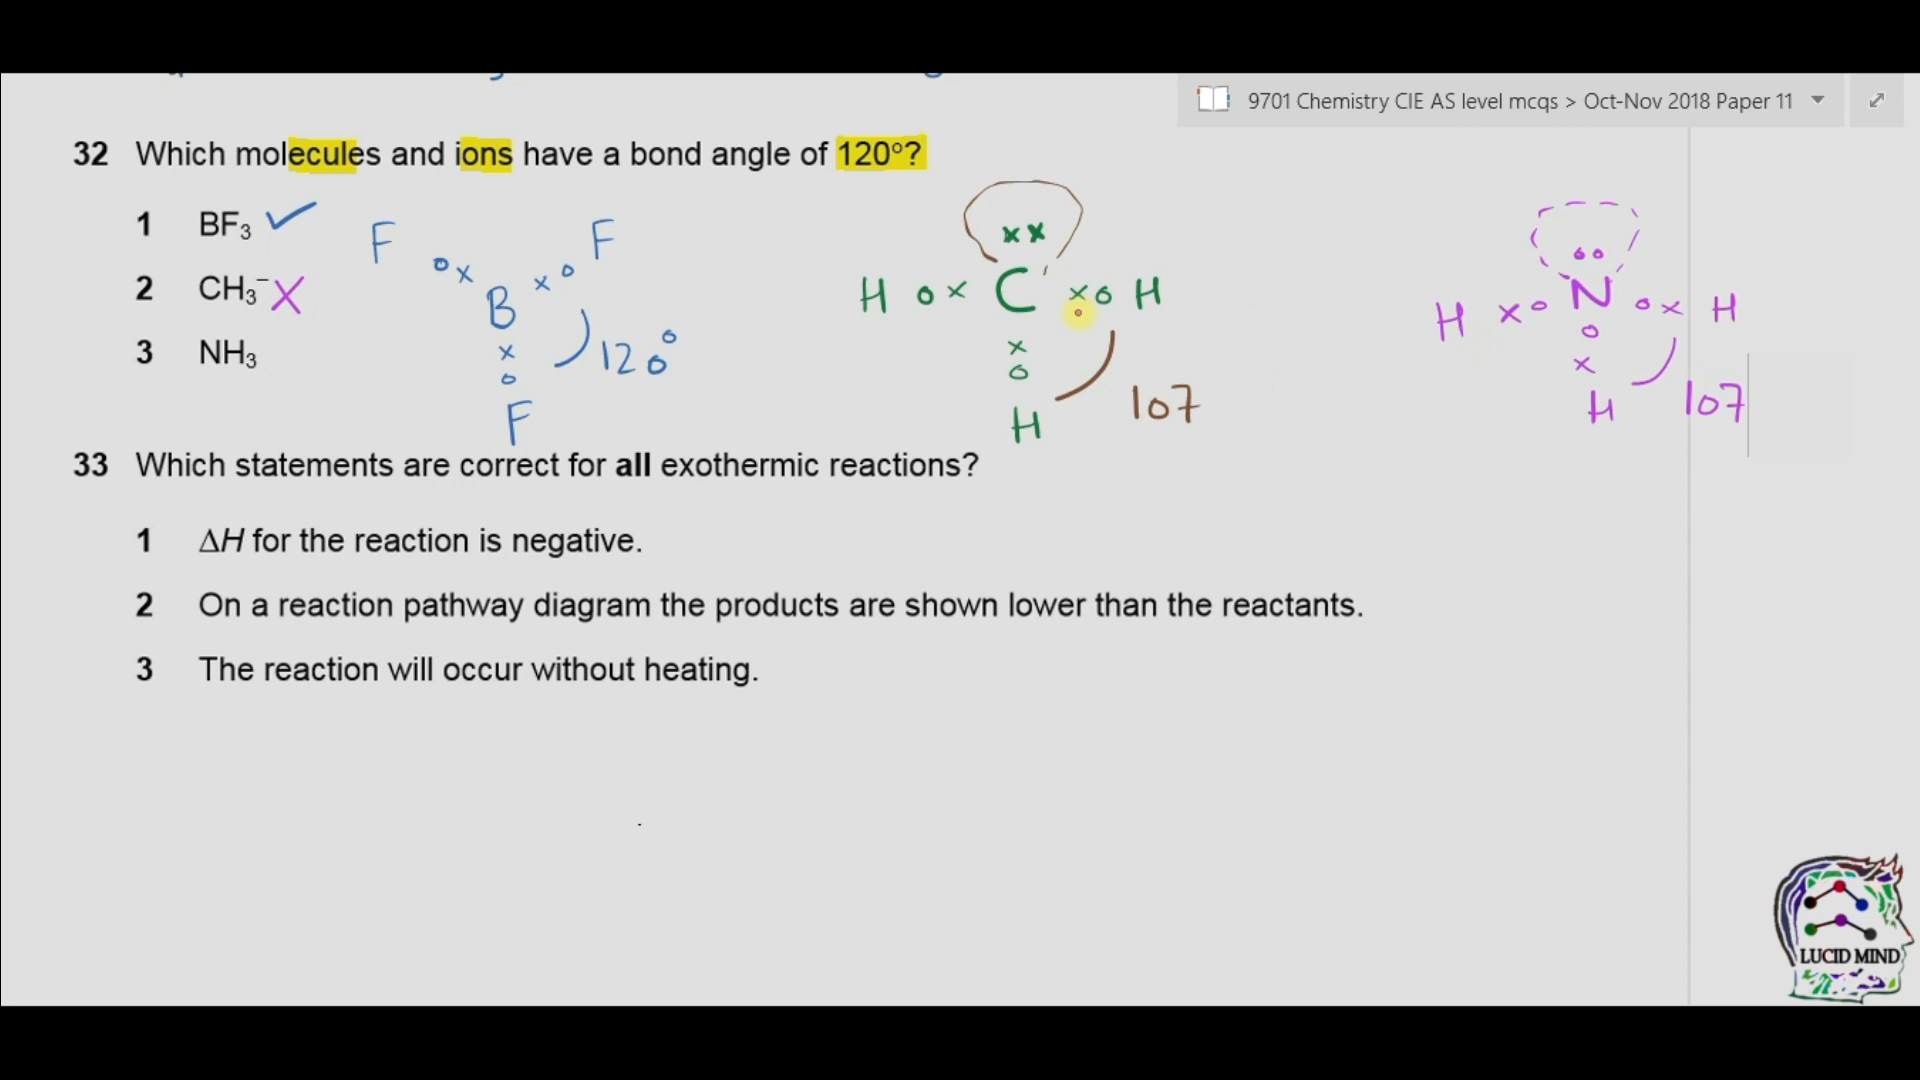 9701 Chemistry CIE AS level mcqs > Oct-Nov 2018 Paper 11
32 Which molecules and ions have a bond angle of 120°?
1 BF₃ ✓
2 CH₃⁻ X
3 NH₃
F o x x o F
B
x
o
F
120°
xx
H o x C x o H
x
o
H
107
oo
H x o N o x H
o
x
H
107
33 Which statements are correct for all exothermic reactions?
1 ΔH for the reaction is negative.
2 On a reaction pathway diagram the products are shown lower than the reactants.
3 The reaction will occur without heating.
LUCID MIND